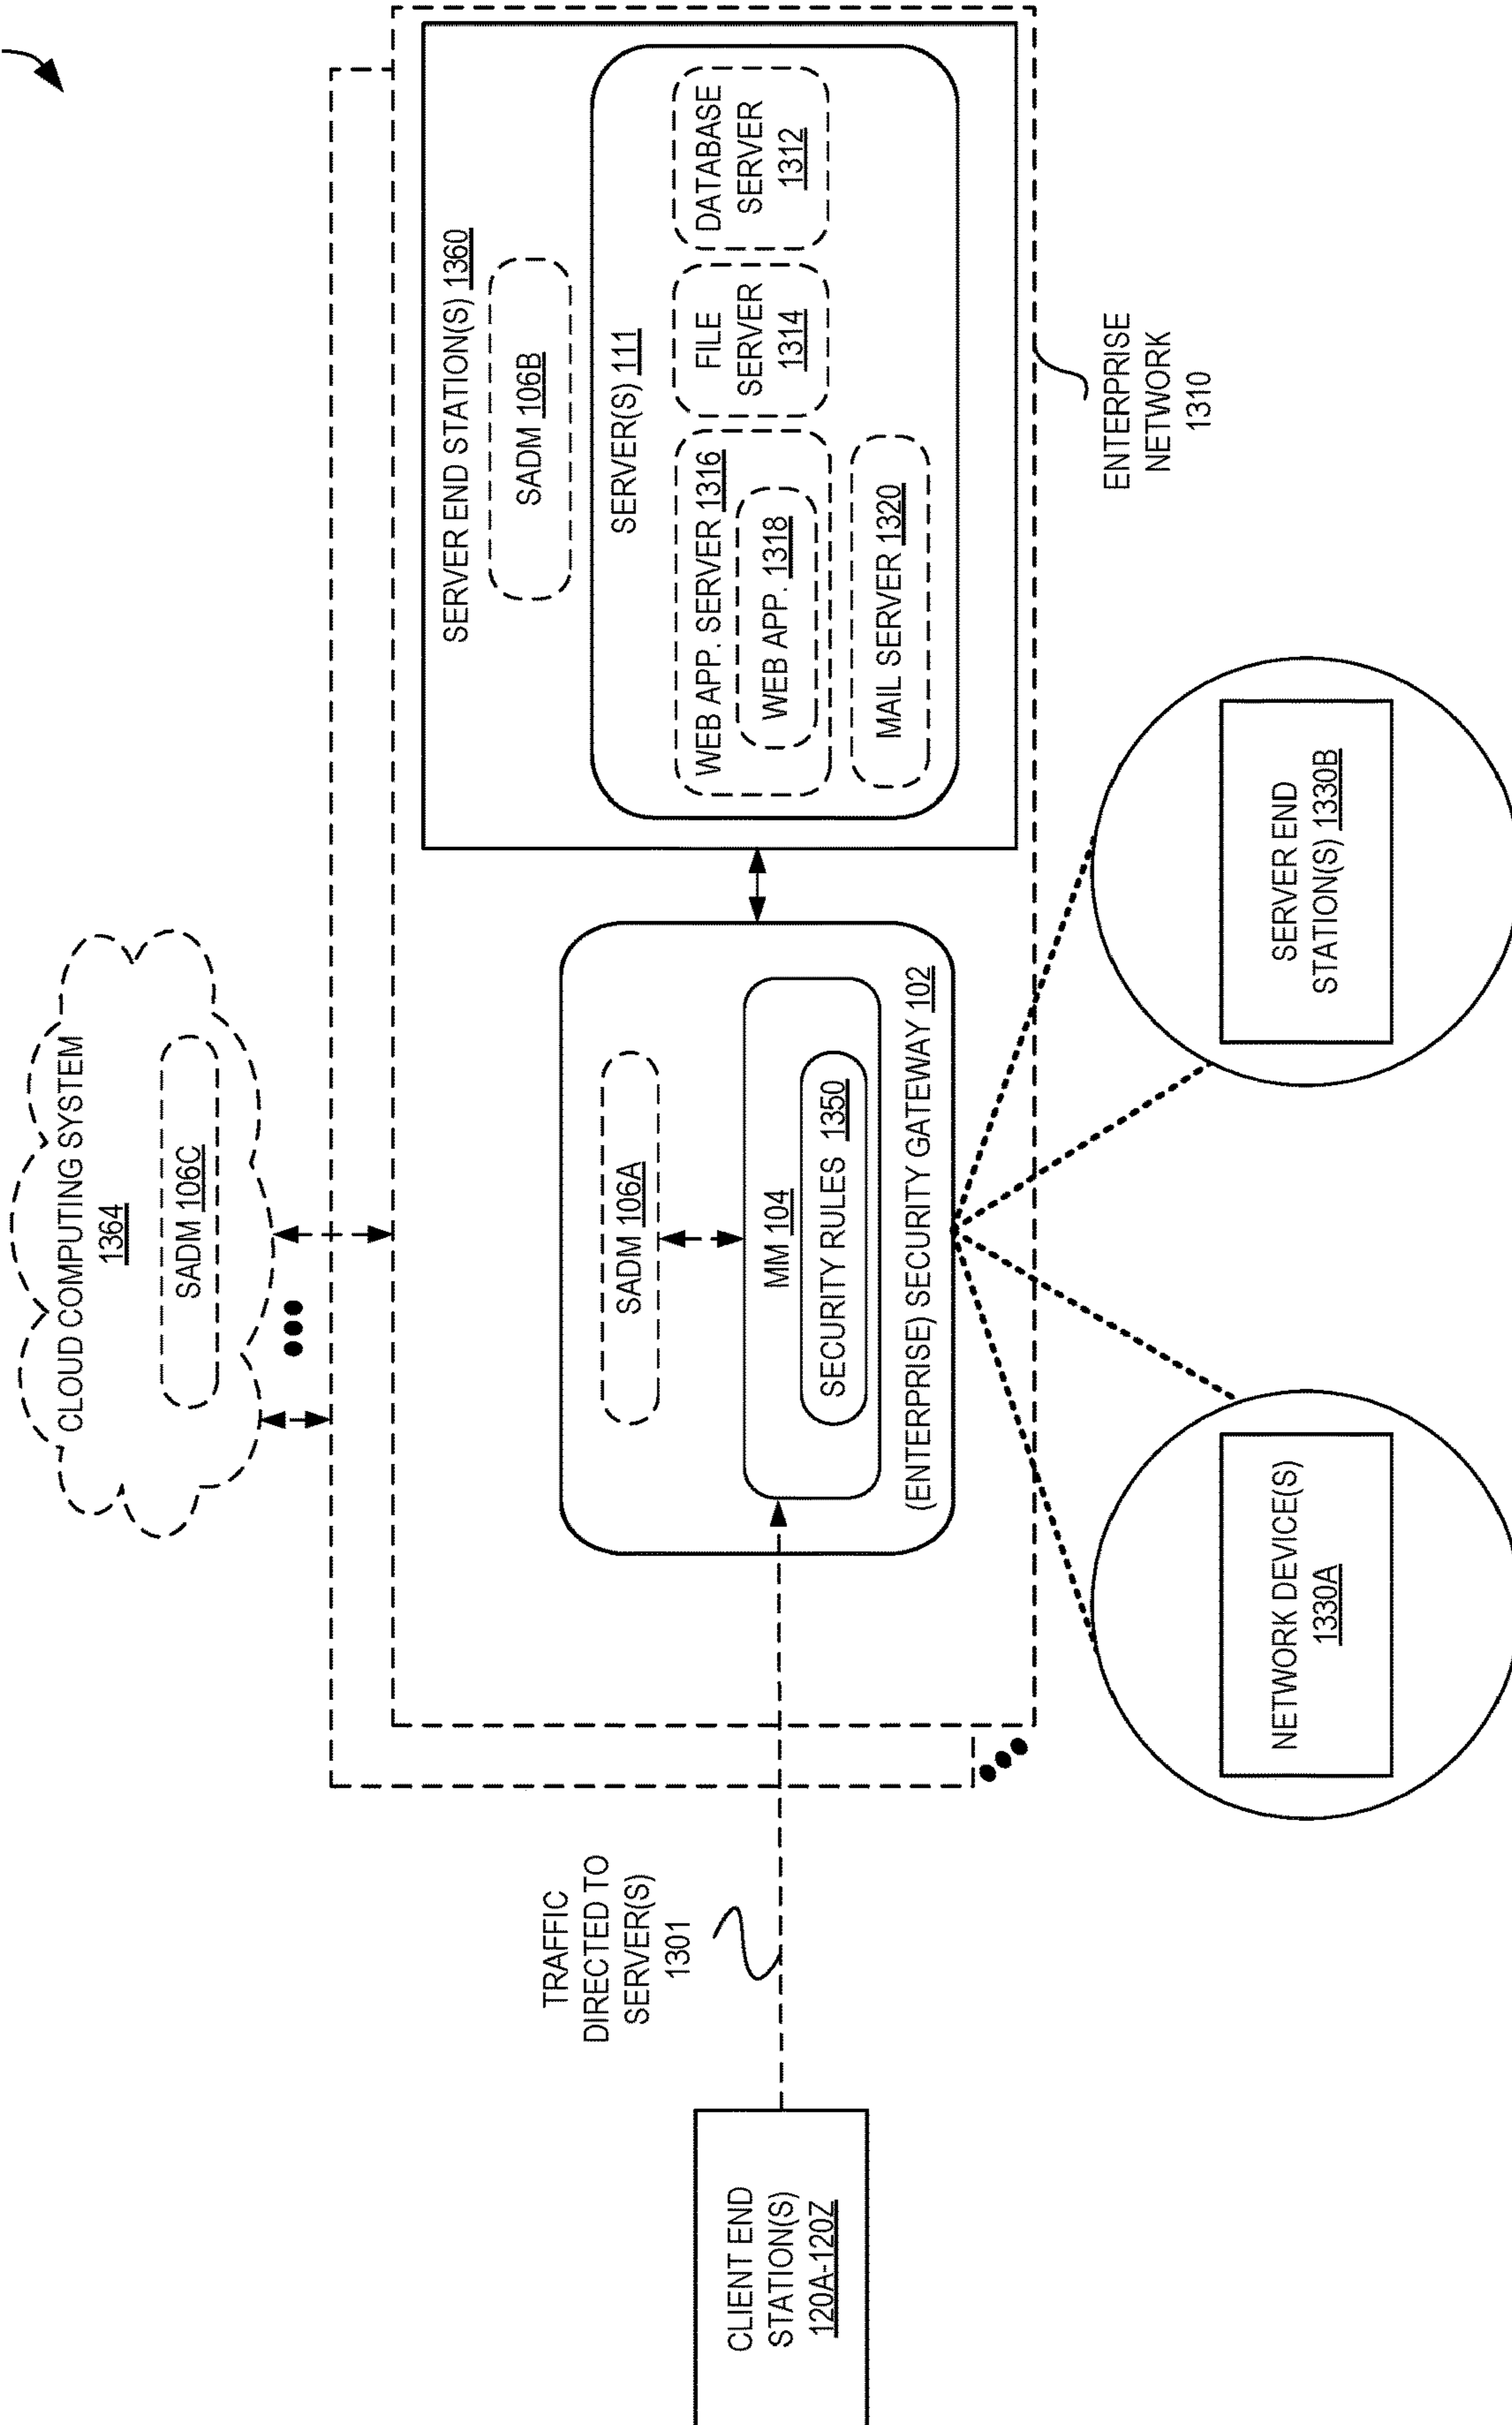 CLOUD COMPUTING SYSTEM
1364
SADM 106C
TRAFFIC
DIRECTED TO
SERVER(S)
1301
CLIENT END
STATION(S)
120A-120Z
SADM 106A
MM 104
SECURITY RULES 1350
(ENTERPRISE) SECURITY GATEWAY 102
SERVER END STATION(S) 1360
SADM 106B
SERVER(S) 111
WEB APP. SERVER 1316
WEB APP. 1318
FILE
SERVER
1314
DATABASE
SERVER
1312
MAIL SERVER 1320
ENTERPRISE
NETWORK
1310
NETWORK DEVICE(S)
1330A
SERVER END
STATION(S) 1330B